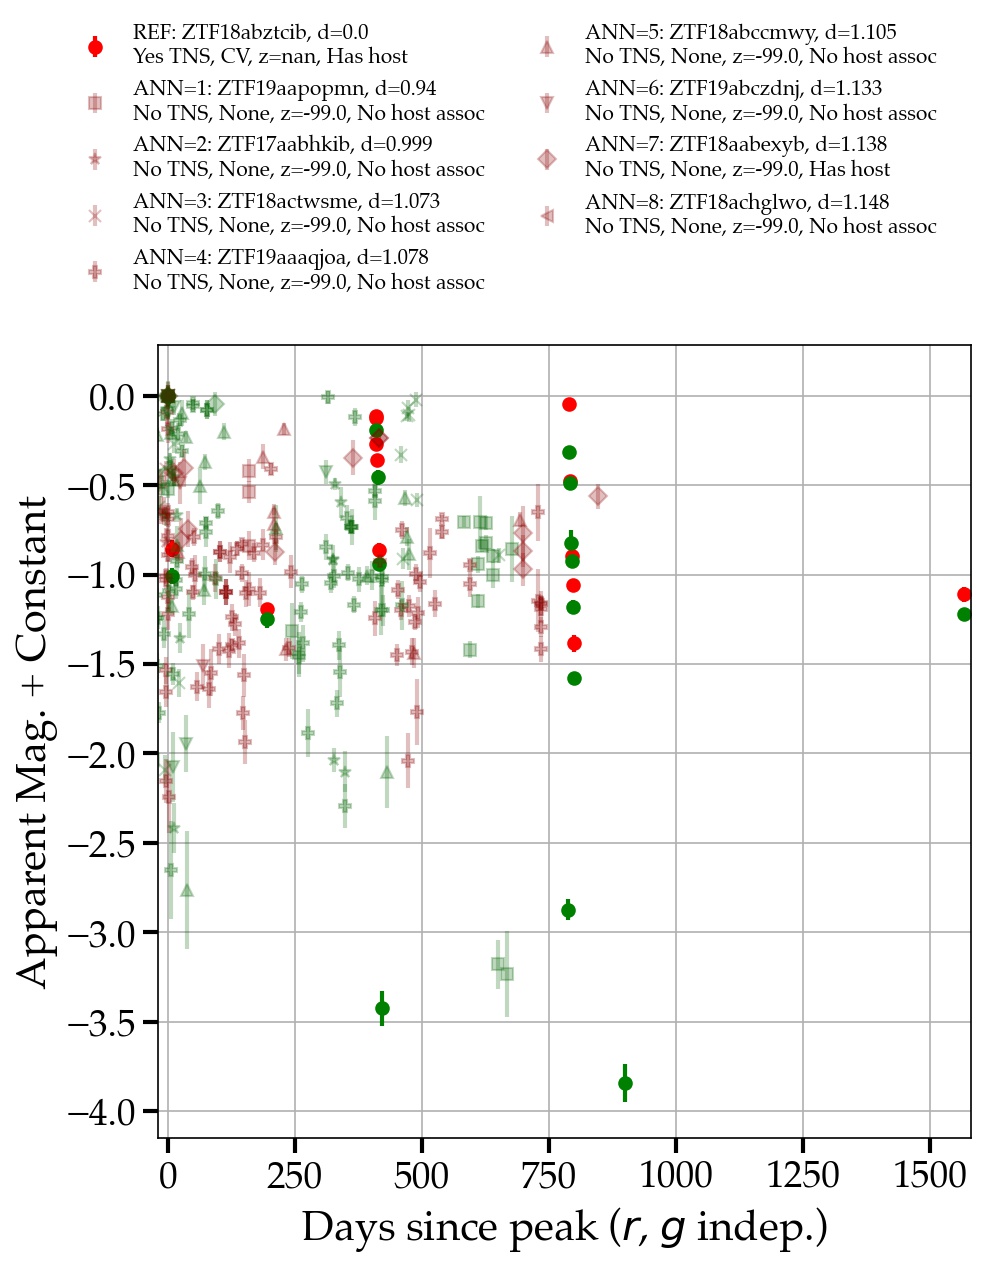 REF: ZTF18abztcib, d=0.0
Yes TNS, CV, z=nan, Has host
ANN=1: ZTF19aapopmn, d=0.94
No TNS, None, z=-99.0, No host assoc
ANN=2: ZTF17aabhkib, d=0.999
No TNS, None, z=-99.0, No host assoc
ANN=3: ZTF18actwsme, d=1.073
No TNS, None, z=-99.0, No host assoc
ANN=4: ZTF19aaaqjoa, d=1.078
No TNS, None, z=-99.0, No host assoc
ANN=5: ZTF18abccmwy, d=1.105
No TNS, None, z=-99.0, No host assoc
ANN=6: ZTF19abczdnj, d=1.133
No TNS, None, z=-99.0, No host assoc
ANN=7: ZTF18aabexyb, d=1.138
No TNS, None, z=-99.0, Has host
ANN=8: ZTF18achglwo, d=1.148
No TNS, None, z=-99.0, No host assoc
Apparent Mag. + Constant
0.0
−0.5
−1.0
−1.5
−2.0
−2.5
−3.0
−3.5
−4.0
0 250 500 750 1000 1250 1500
Days since peak (r, g indep.)